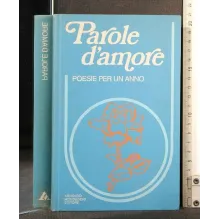 Parole
d'amore
POESIE PER UN ANNO
PAROLE D'AMORE